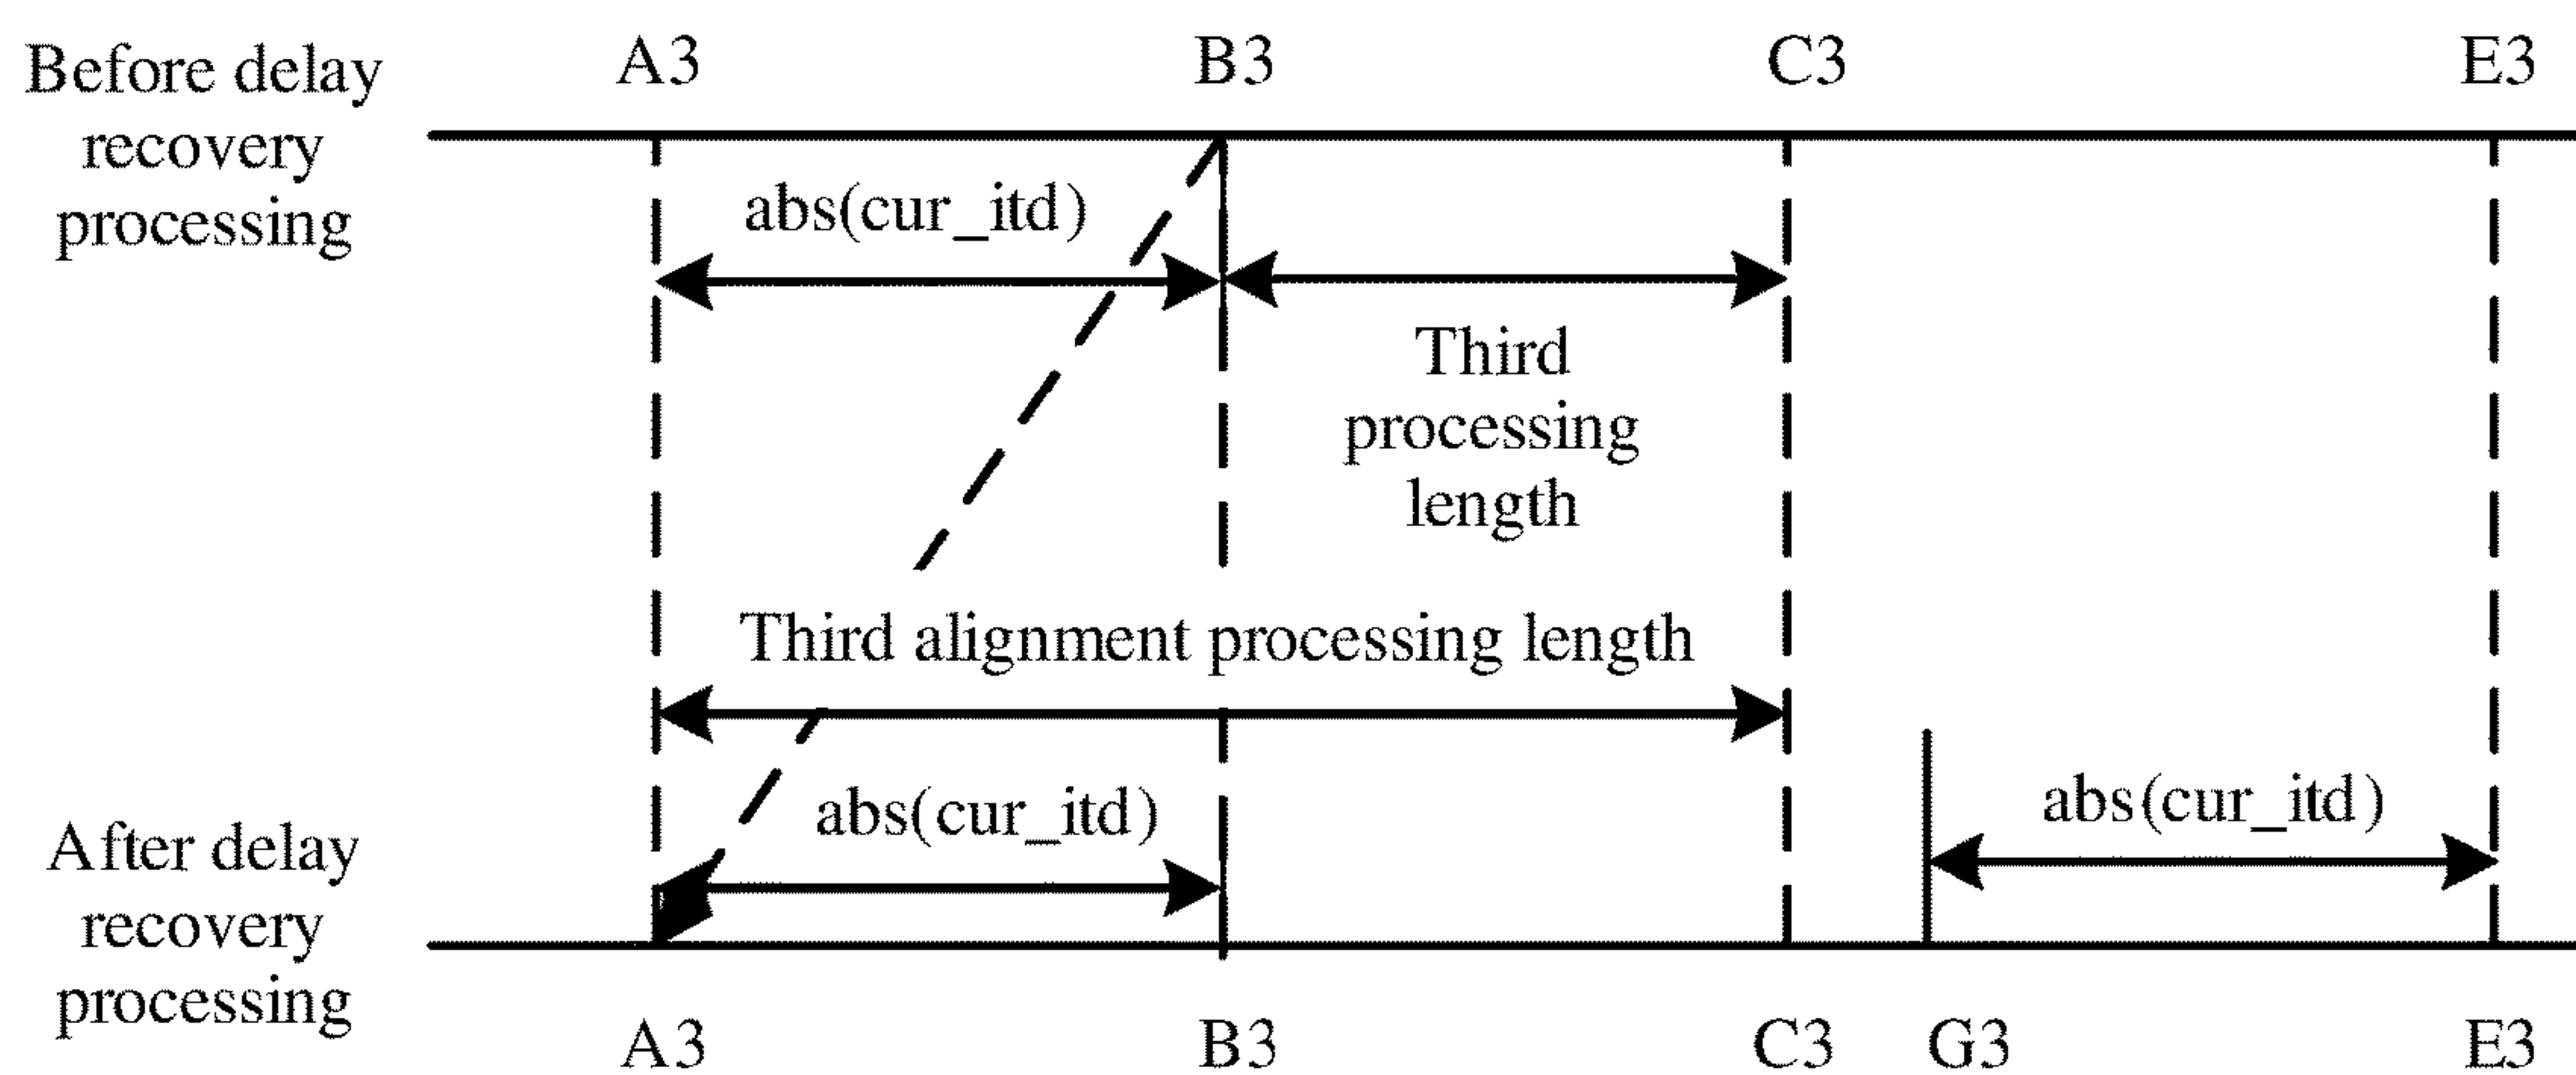 A3 B3 C3 E3
Before delay
recovery
processing
abs(cur_itd)
Third
processing
length
Third alignment processing length
abs(cur_itd)
abs(cur_itd)
After delay
recovery
processing
A3 B3 C3 G3 E3